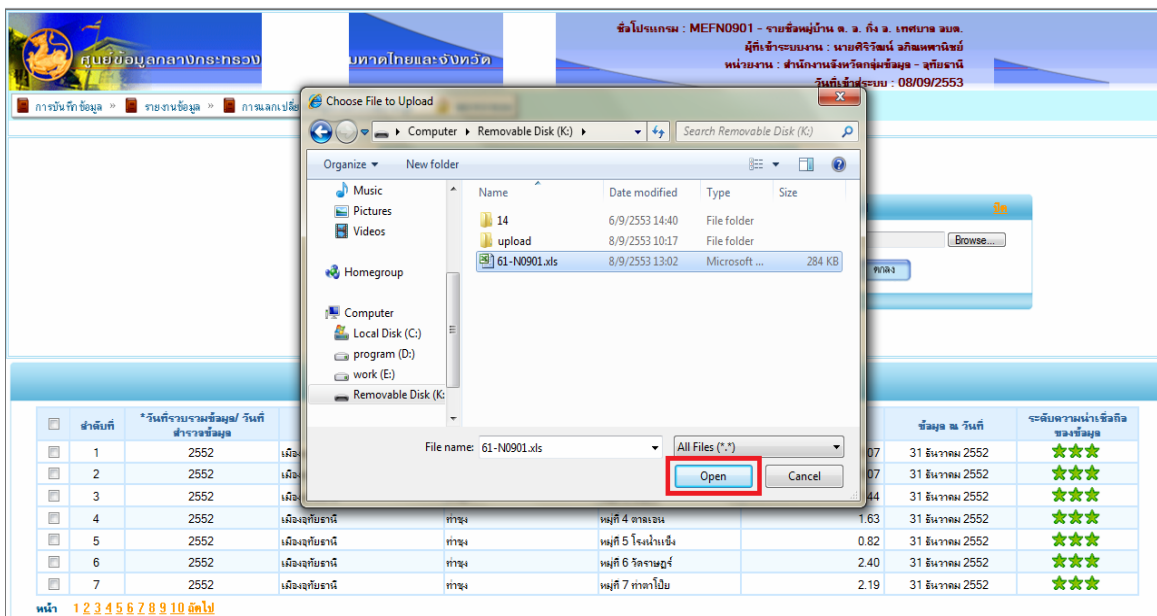 ชื่อโปรแกรม : MEFN0901 - รายชื่อหมู่บ้าน ต. อ. กิ่ง อ. เทศบาล อบต.
ศูนย์ข้อมูลกลางกระทรวง
มหาดไทยและจังหวัด
ผู้ที่เข้าระบบงาน : นายศิริวัฒน์
หน่วยงาน : สำนักงานจังหวัดกลุ่มข้อมูล - อุทัยธานี
วันที่เข้าสู่ระบบ : 08/09/2553
การบันทึกข้อมูล » รายงานข้อมูล » การแลกเปลี่ย
Choose File to Upload
Computer Removable Disk (K:)
Search Removable Disk (K:)
Organize New folder
Music
Pictures
Videos
Homegroup
Computer
Local Disk (C:)
program (D:)
work (E:)
Removable Disk (K:
Name Date modified Type Size
14 6/9/2553 14:40 File folder
upload 8/9/2553 10:17 File folder
61-N0901.xls 8/9/2553 13:02 Microsoft ... 284 KB
File name: 61-N0901.xls All Files (*.*)
Open Cancel
ปิด
Browse...
ตกลง
ลำดับที่ *วันที่รวบรวมข้อมูล/ วันที่สำรวจข้อมูล ข้อมูล ณ วันที่ ระดับความน่าเชื่อถือของข้อมูล
1 2552 เมือง 07 31 ธันวาคม 2552
2 2552 เมือง 07 31 ธันวาคม 2552
3 2552 เมือง 44 31 ธันวาคม 2552
4 2552 เมืองอุทัยธานี ท่าซุง หมู่ที่ 4 1.63 31 ธันวาคม 2552
5 2552 เมืองอุทัยธานี ท่าซุง หมู่ที่ 5 โรงน้ำแข็ง 0.82 31 ธันวาคม 2552
6 2552 เมืองอุทัยธานี ท่าซุง หมู่ที่ 6 วัดราษฎร์ 2.40 31 ธันวาคม 2552
7 2552 เมืองอุทัยธานี ท่าซุง หมู่ที่ 7 ท่าตาโป้ย 2.19 31 ธันวาคม 2552
หน้า 1 2 3 4 5 6 7 8 9 10 ถัดไป